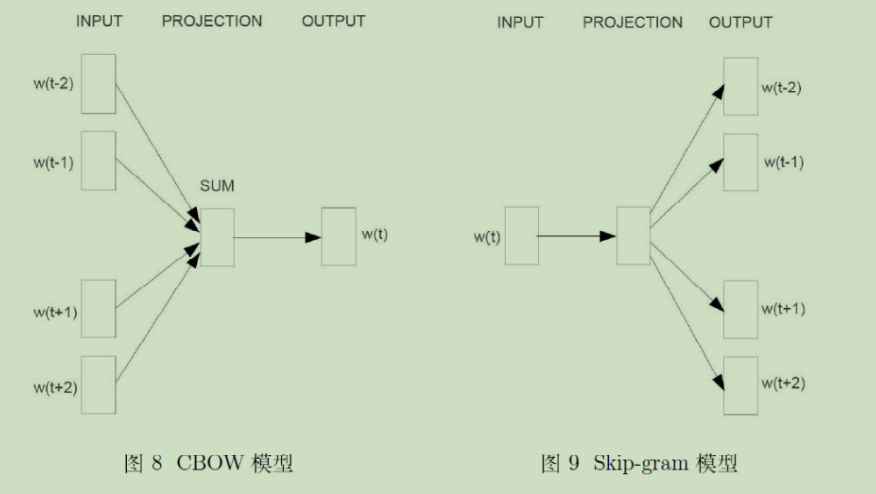 INPUT PROJECTION OUTPUT
w(t-2)
w(t-1)
SUM
w(t)
w(t+1)
w(t+2)
图 8 CBOW 模型
INPUT PROJECTION OUTPUT
w(t-2)
w(t-1)
w(t)
w(t+1)
w(t+2)
图 9 Skip-gram 模型